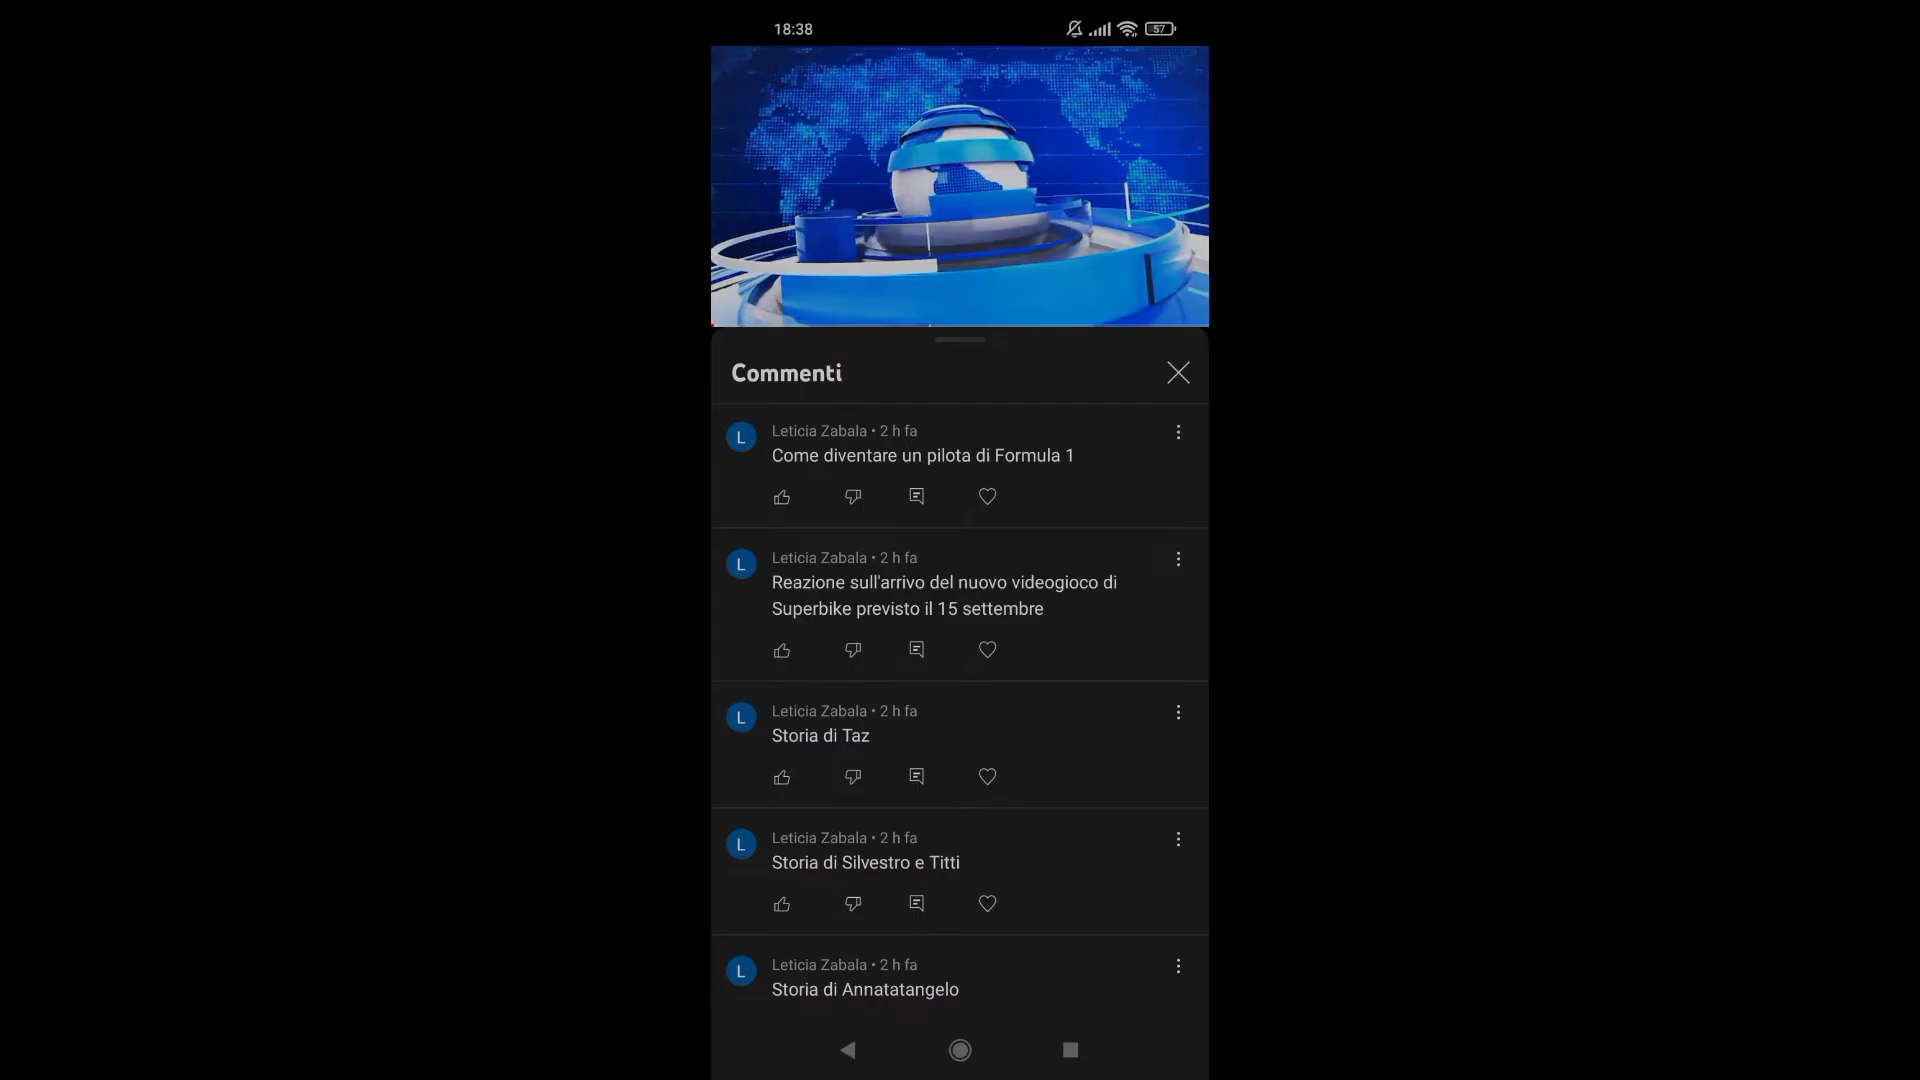 18:38
57
Commenti
L
Leticia Zabala • 2 h fa
Come diventare un pilota di Formula 1
L
Leticia Zabala • 2 h fa
Reazione sull'arrivo del nuovo videogioco di
Superbike previsto il 15 settembre
L
Leticia Zabala • 2 h fa
Storia di Taz
L
Leticia Zabala • 2 h fa
Storia di Silvestro e Titti
L
Leticia Zabala • 2 h fa
Storia di Annatatangelo